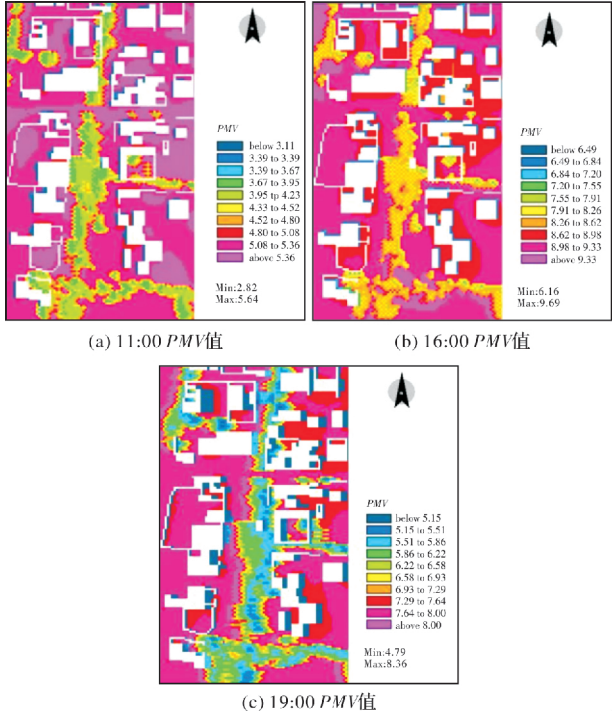 PMV
below 3.11
3.39 to 3.39
3.39 to 3.67
3.67 to 3.95
3.95 tp 4.23
4.33 to 4.52
4.52 to 4.80
4.80 to 5.08
5.08 to 5.36
above 5.36
Min:2.82
Max:5.64
(a) 11:00 PMV值
PMV
below 6.49
6.49 to 6.84
6.84 to 7.20
7.20 to 7.55
7.55 to 7.91
7.91 to 8.26
8.26 to 8.62
8.62 to 8.98
8.98 to 9.33
above 9.33
Min:6.16
Max:9.69
(b) 16:00 PMV值
PMV
below 5.15
5.15 to 5.51
5.51 to 5.86
5.86 to 6.22
6.22 to 6.58
6.58 to 6.93
6.93 to 7.29
7.29 to 7.64
7.64 to 8.00
above 8.00
Min:4.79
Max:8.36
(c) 19:00 PMV值